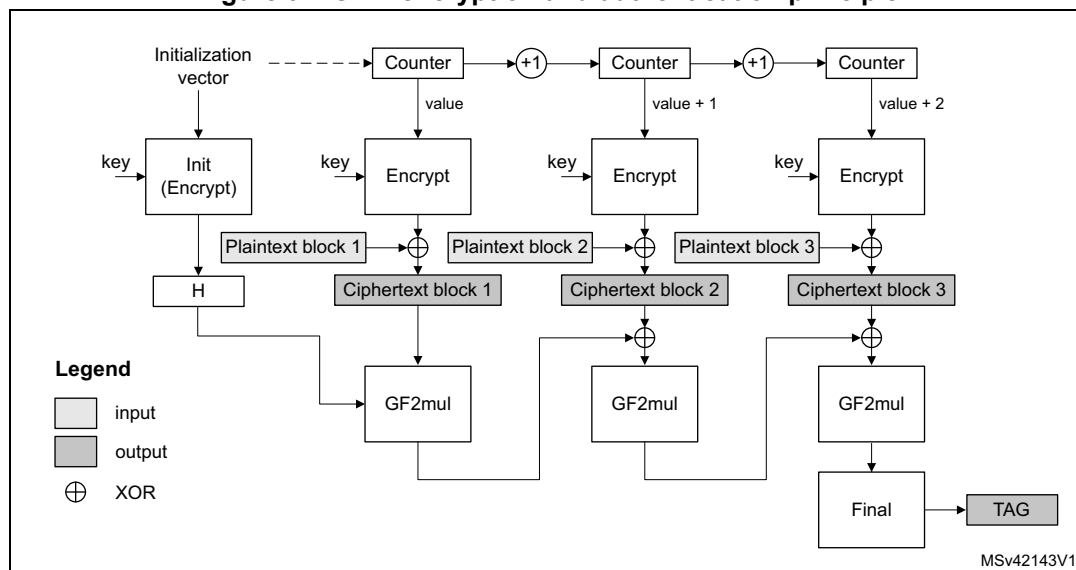 Initialization
vector
Counter
+1
Counter
+1
Counter
value
value + 1
value + 2
key
Init
(Encrypt)
key
Encrypt
key
Encrypt
key
Encrypt
Plaintext block 1
Plaintext block 2
Plaintext block 3
H
Ciphertext block 1
Ciphertext block 2
Ciphertext block 3
Legend
input
output
XOR
GF2mul
GF2mul
GF2mul
Final
TAG
MSv42143V1